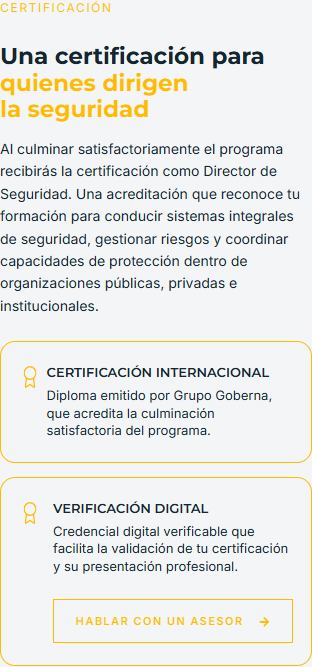 CERTIFICACIÓN
Una certificación para
quienes dirigen
la seguridad
Al culminar satisfactoriamente el programa
recibirás la certificación como Director de
Seguridad. Una acreditación que reconoce tu
formación para conducir sistemas integrales
de seguridad, gestionar riesgos y coordinar
capacidades de protección dentro de
organizaciones públicas, privadas e
institucionales.
CERTIFICACIÓN INTERNACIONAL
Diploma emitido por Grupo Goberna,
que acredita la culminación
satisfactoria del programa.
VERIFICACIÓN DIGITAL
Credencial digital verificable que
facilita la validación de tu certificación
y su presentación profesional.
HABLAR CON UN ASESOR →